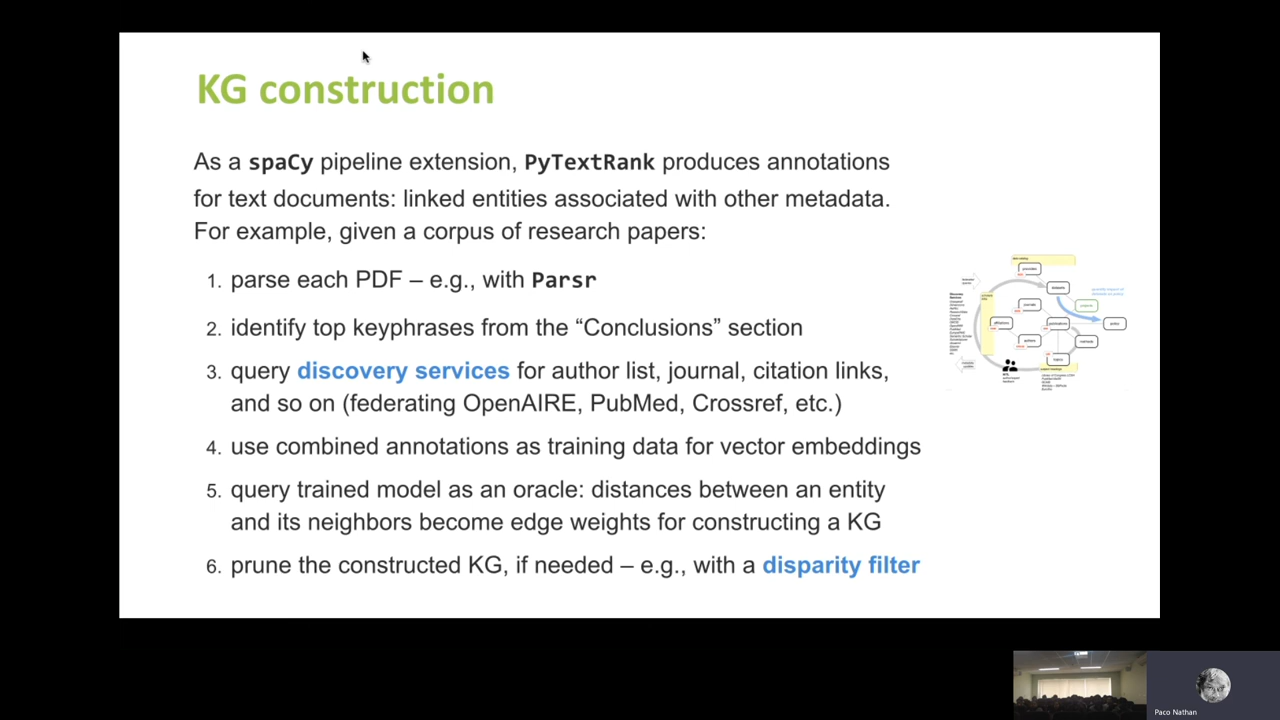 KG construction
As a spaCy pipeline extension, PyTextRank produces annotations
for text documents: linked entities associated with other metadata.
For example, given a corpus of research papers:
1. parse each PDF – e.g., with Parsr
2. identify top keyphrases from the “Conclusions” section
3. query discovery services for author list, journal, citation links,
and so on (federating OpenAIRE, PubMed, Crossref, etc.)
4. use combined annotations as training data for vector embeddings
5. query trained model as an oracle: distances between an entity
and its neighbors become edge weights for constructing a KG
6. prune the constructed KG, if needed – e.g., with a disparity filter
Paco Nathan